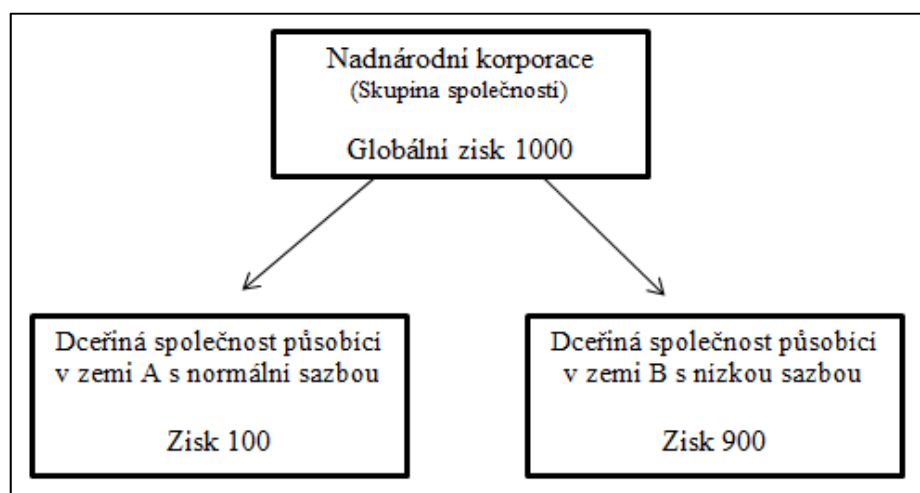 Nadnárodní korporace
(Skupina společností)
Globální zisk 1000
Dceřiná společnost působící
v zemi A s normální sazbou
Zisk 100
Dceřiná společnost působící
v zemi B s nízkou sazbou
Zisk 900